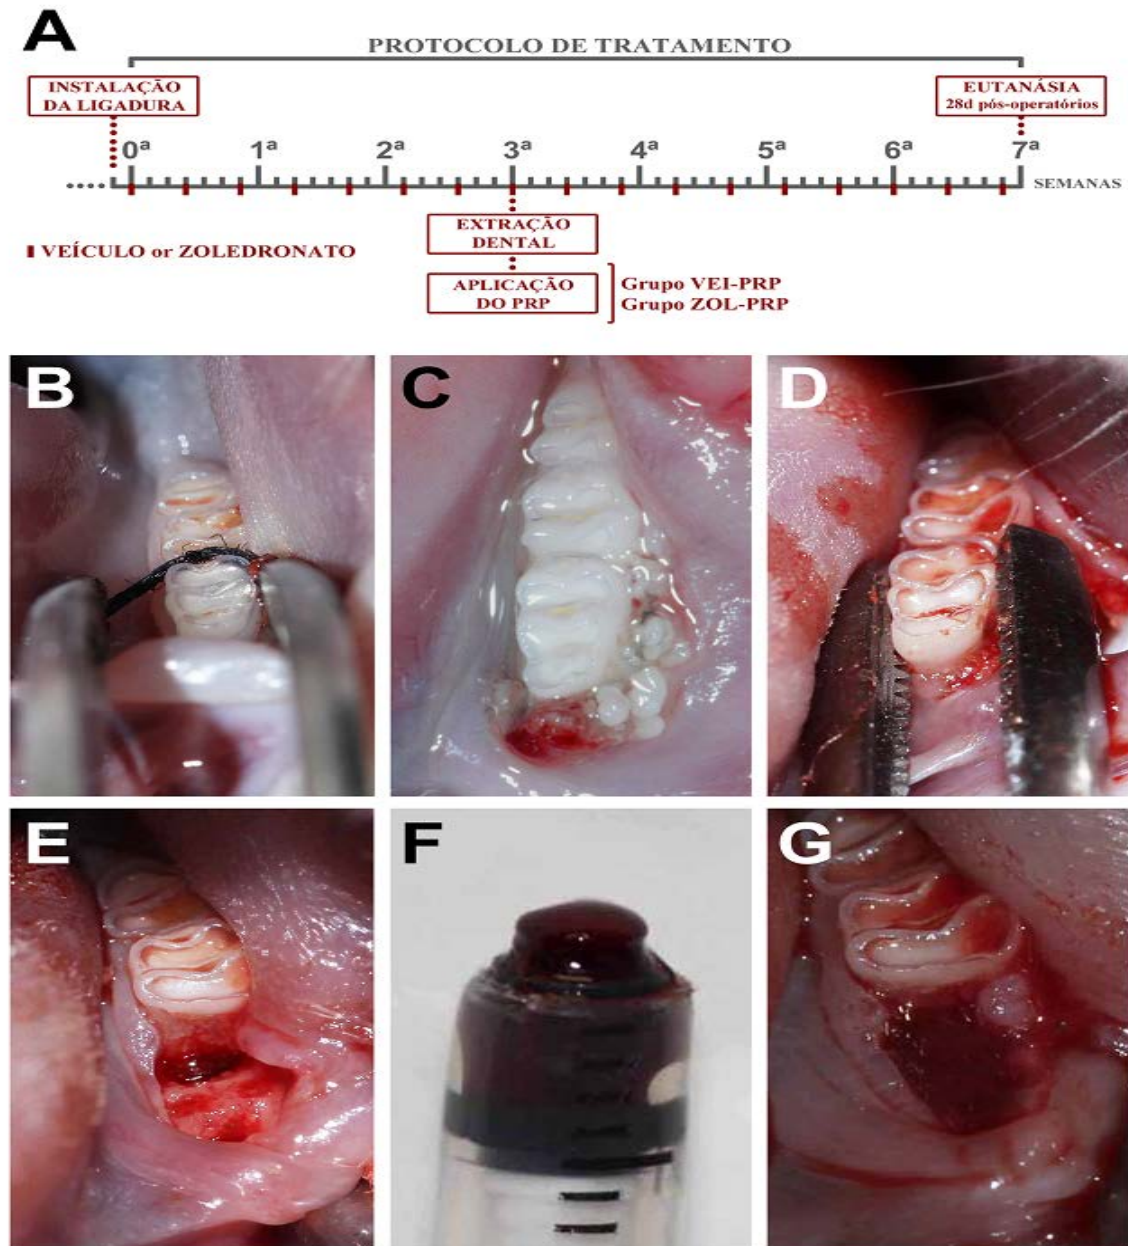 A
PROTOCOLO DE TRATAMENTO
INSTALAÇÃO
DA LIGADURA
EUTANÁSIA
28d pós-operatórios
0ª 1ª 2ª 3ª 4ª 5ª 6ª 7ª
SEMANAS
EXTRAÇÃO
DENTAL
VEÍCULO or ZOLEDRONATO
APLICAÇÃO
DO PRP
Grupo VEI-PRP
Grupo ZOL-PRP
B
C
D
E
F
G